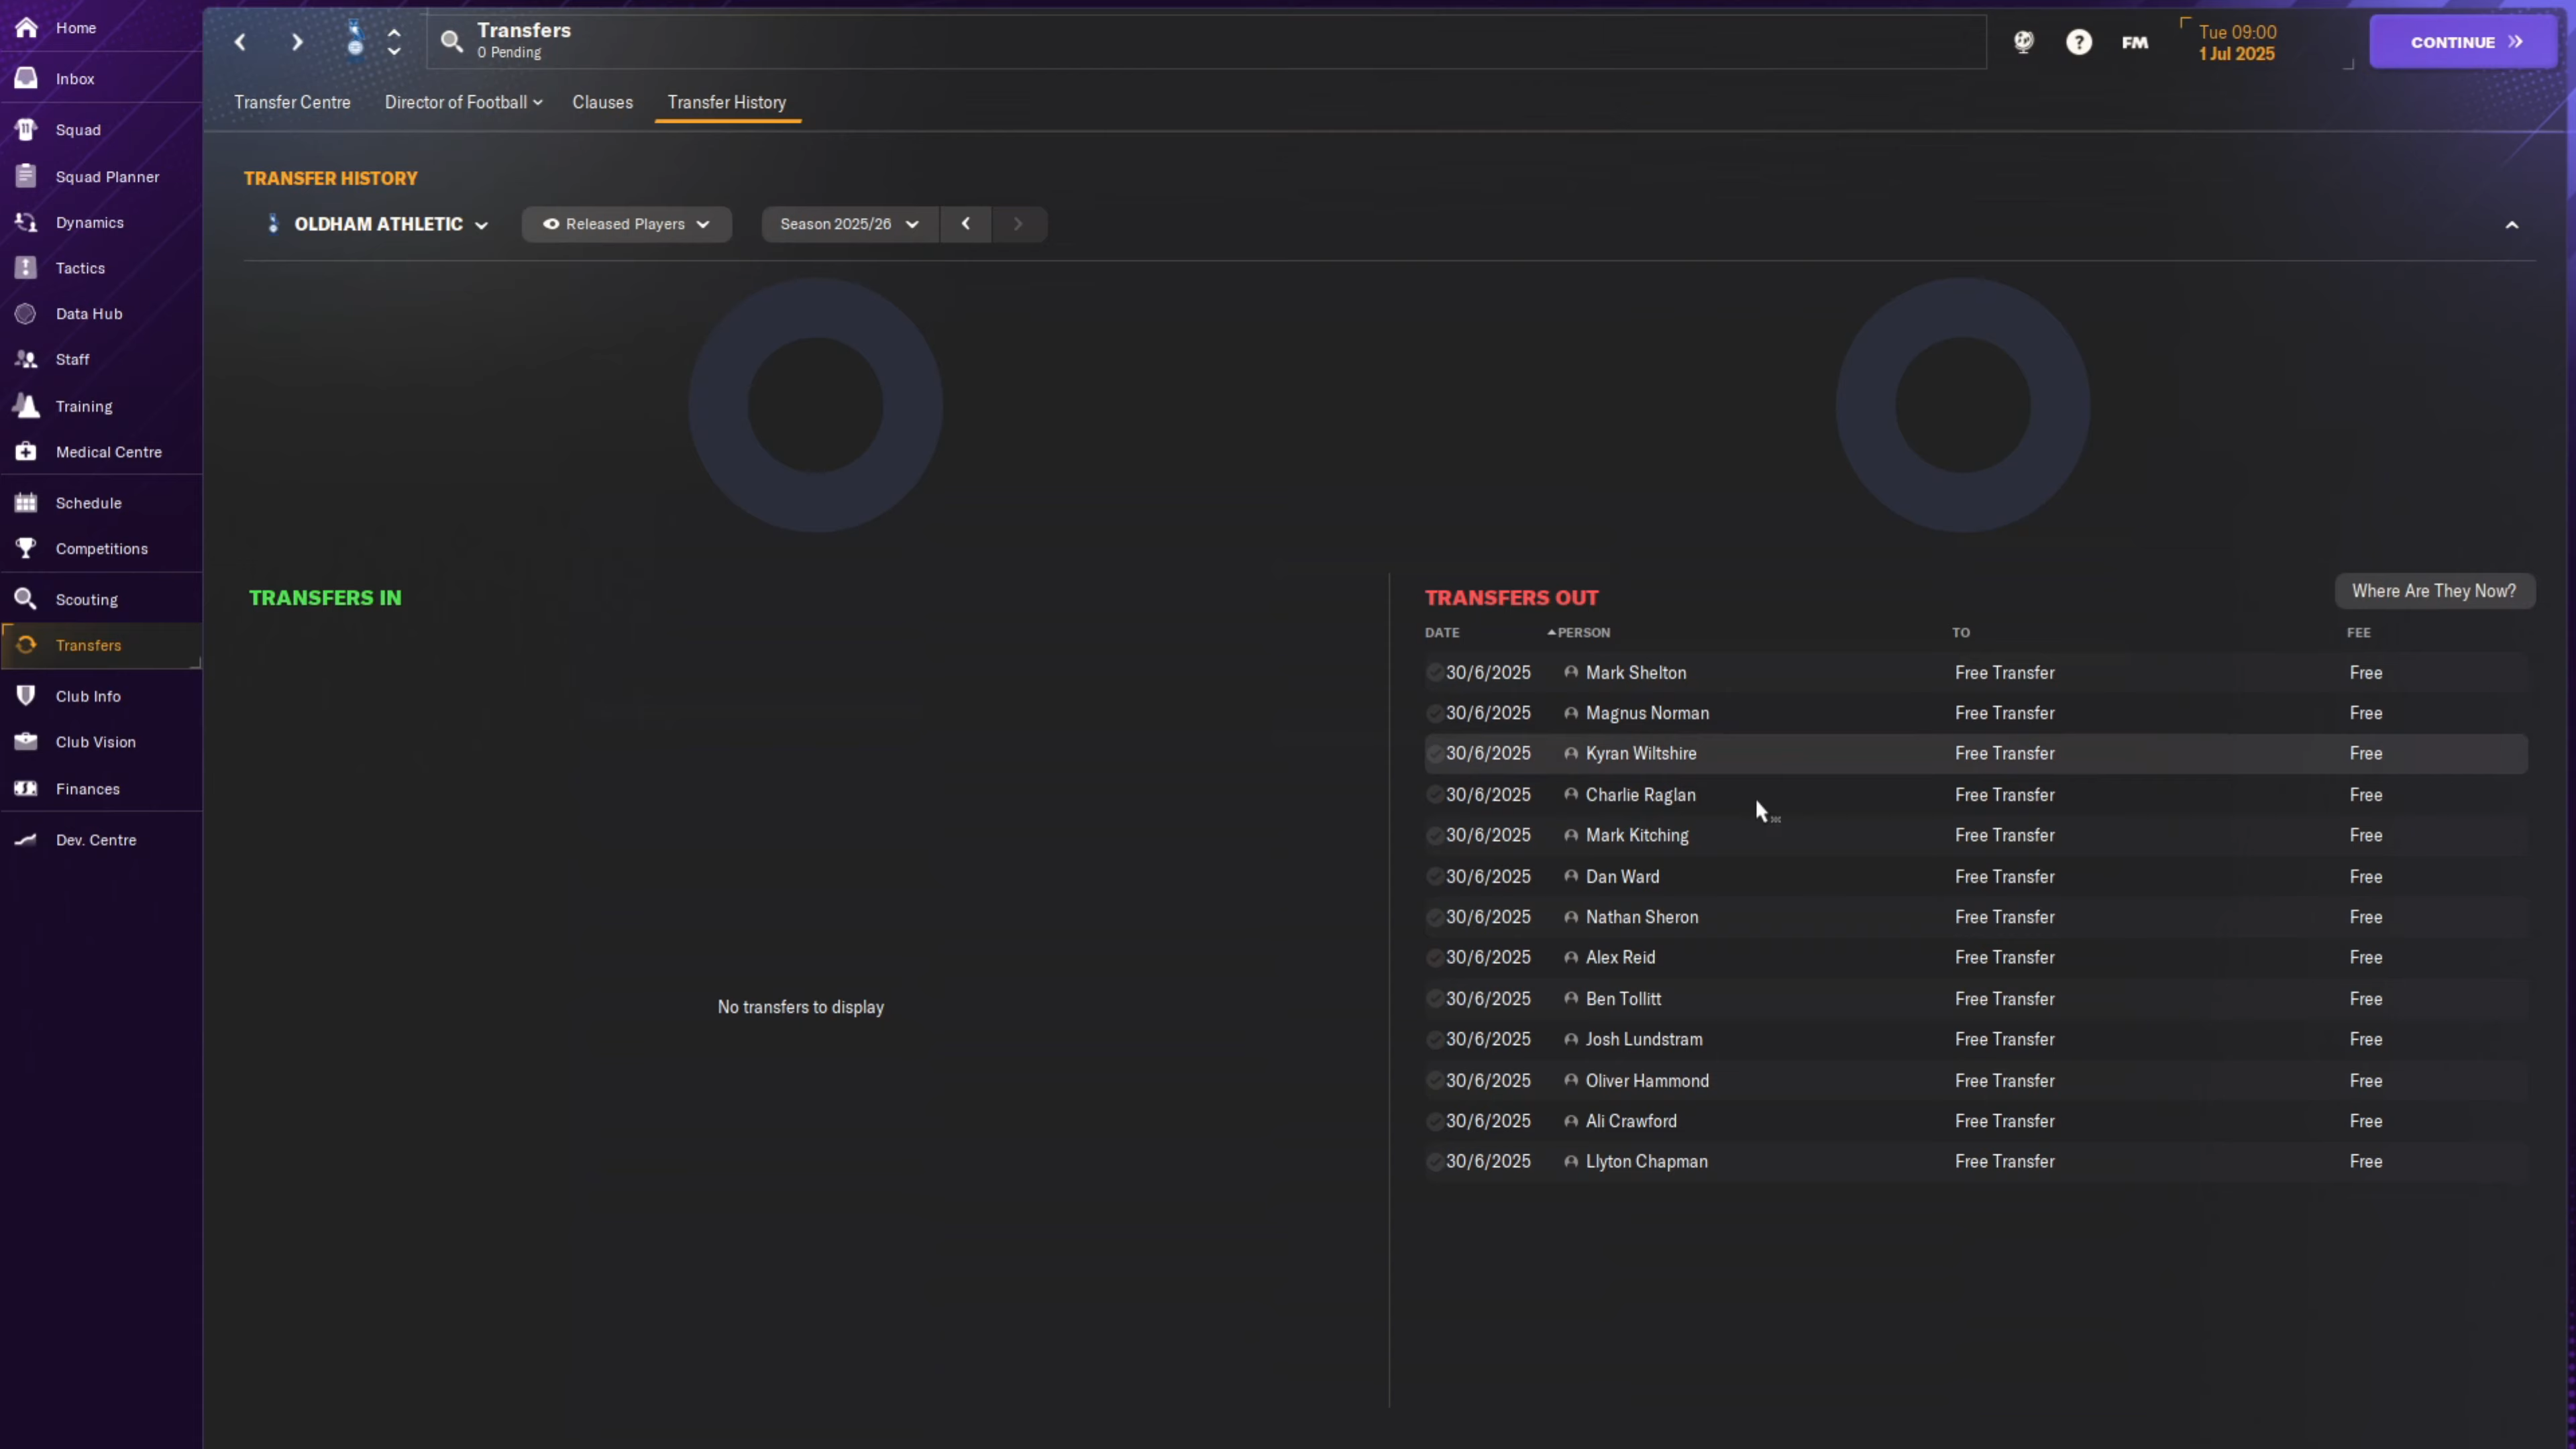 Home
Inbox
Squad
Squad Planner
Dynamics
Tactics
Data Hub
Staff
Training
Medical Centre
Schedule
Competitions
Scouting
Transfers
Club Info
Club Vision
Finances
Dev. Centre
Transfers
0 Pending
?
FM
Tue 09:00
1 Jul 2025
CONTINUE
Transfer Centre Director of Football Clauses Transfer History
TRANSFER HISTORY
OLDHAM ATHLETIC Released Players Season 2025/26
TRANSFERS IN
No transfers to display
TRANSFERS OUT Where Are They Now?
DATE PERSON TO FEE
30/6/2025 Mark Shelton Free Transfer Free
30/6/2025 Magnus Norman Free Transfer Free
30/6/2025 Kyran Wiltshire Free Transfer Free
30/6/2025 Charlie Raglan Free Transfer Free
30/6/2025 Mark Kitching Free Transfer Free
30/6/2025 Dan Ward Free Transfer Free
30/6/2025 Nathan Sheron Free Transfer Free
30/6/2025 Alex Reid Free Transfer Free
30/6/2025 Ben Tollitt Free Transfer Free
30/6/2025 Josh Lundstram Free Transfer Free
30/6/2025 Oliver Hammond Free Transfer Free
30/6/2025 Ali Crawford Free Transfer Free
30/6/2025 Llyton Chapman Free Transfer Free